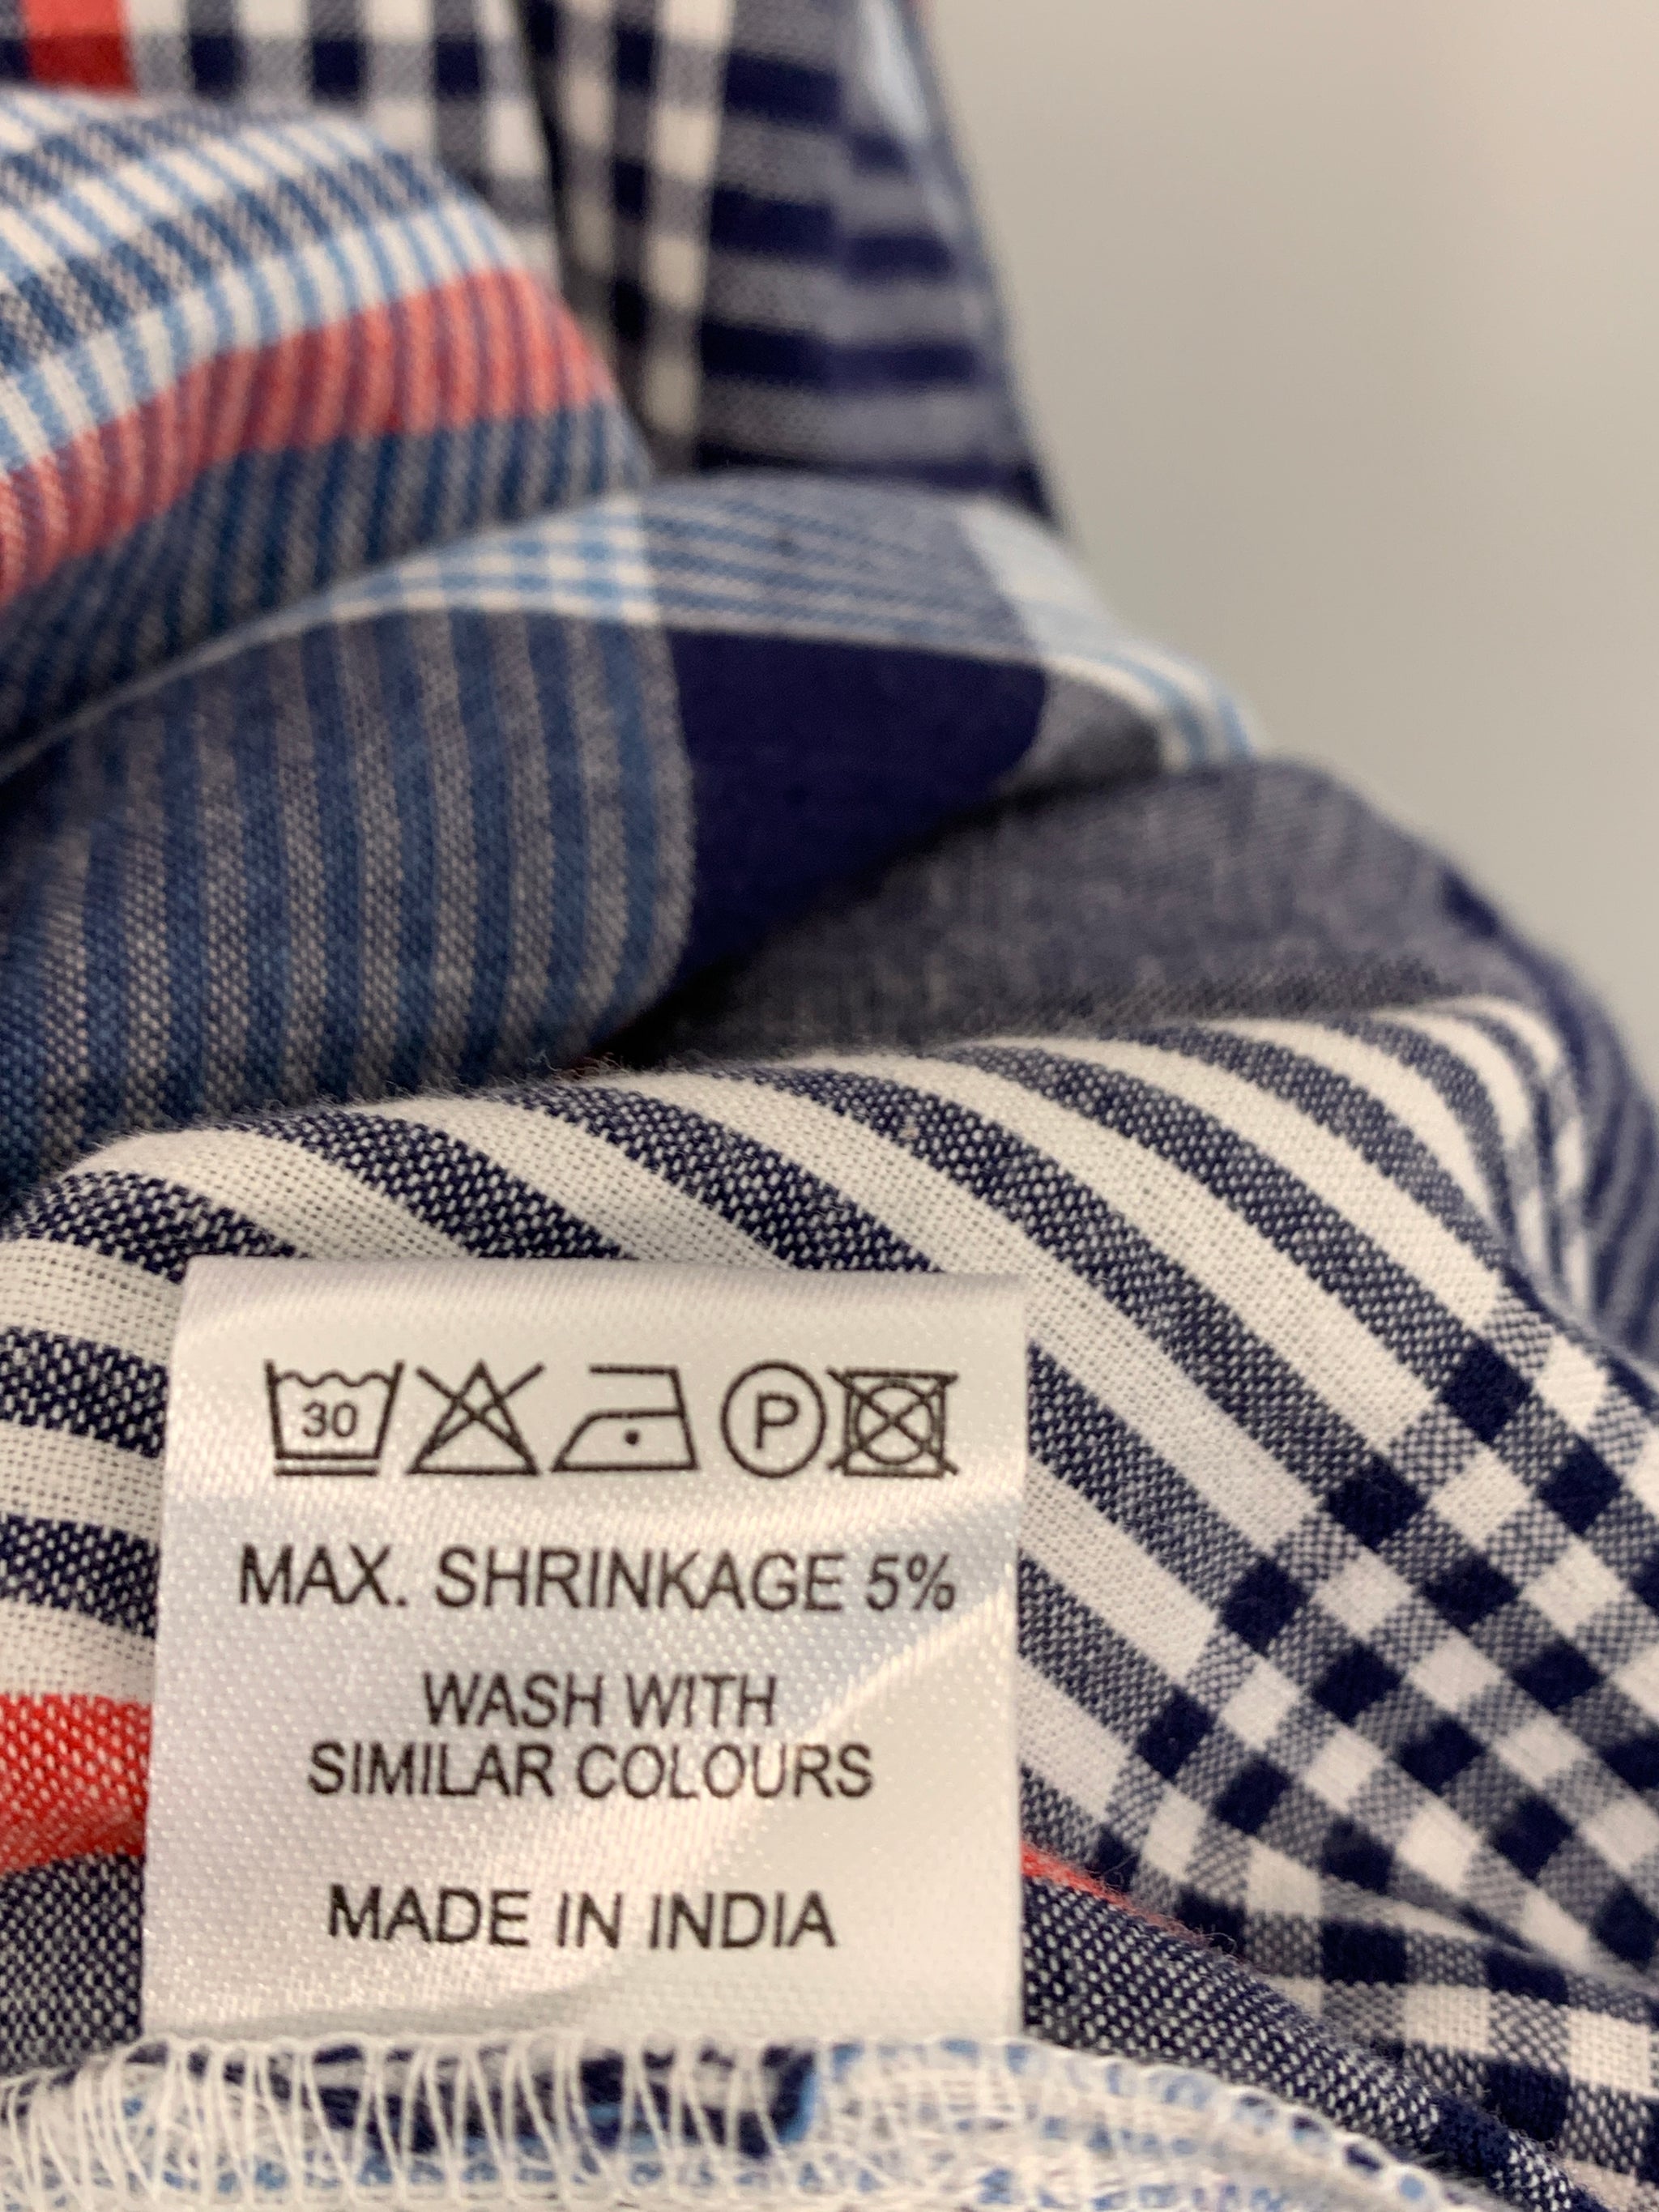 30 P
MAX. SHRINKAGE 5%
WASH WITH
SIMILAR COLOURS
MADE IN INDIA